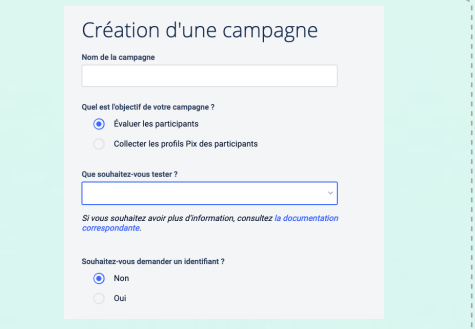 Création d'une campagne
Nom de la campagne
Quel est l'objectif de votre campagne ?
Évaluer les participants
Collecter les profils Pix des participants
Que souhaitez-vous tester ?
Si vous souhaitez avoir plus d'information, consultez la documentation
correspondante.
Souhaitez-vous demander un identifiant ?
Non
Oui